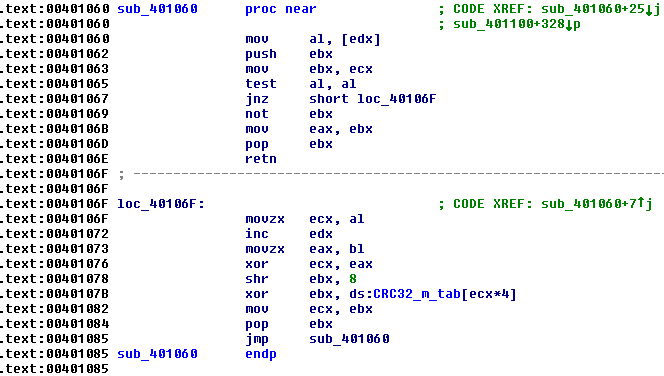 .text:00401060 sub_401060 proc near ; CODE XREF: sub_401060+25↓j
.text:00401060 ; sub_401100+328↓p
.text:00401060 mov al, [edx]
.text:00401062 push ebx
.text:00401063 mov ebx, ecx
.text:00401065 test al, al
.text:00401067 jnz short loc_40106F
.text:00401069 not ebx
.text:0040106B mov eax, ebx
.text:0040106D pop ebx
.text:0040106E retn
.text:0040106F ; ---------------------------------------------------------------------------
.text:0040106F
.text:0040106F loc_40106F: ; CODE XREF: sub_401060+7↑j
.text:0040106F movzx ecx, al
.text:00401072 inc edx
.text:00401073 movzx eax, bl
.text:00401076 xor ecx, eax
.text:00401078 shr ebx, 8
.text:0040107B xor ebx, ds:CRC32_m_tab[ecx*4]
.text:00401082 mov ecx, ebx
.text:00401084 pop ebx
.text:00401085 jmp sub_401060
.text:00401085 sub_401060 endp
.text:00401085